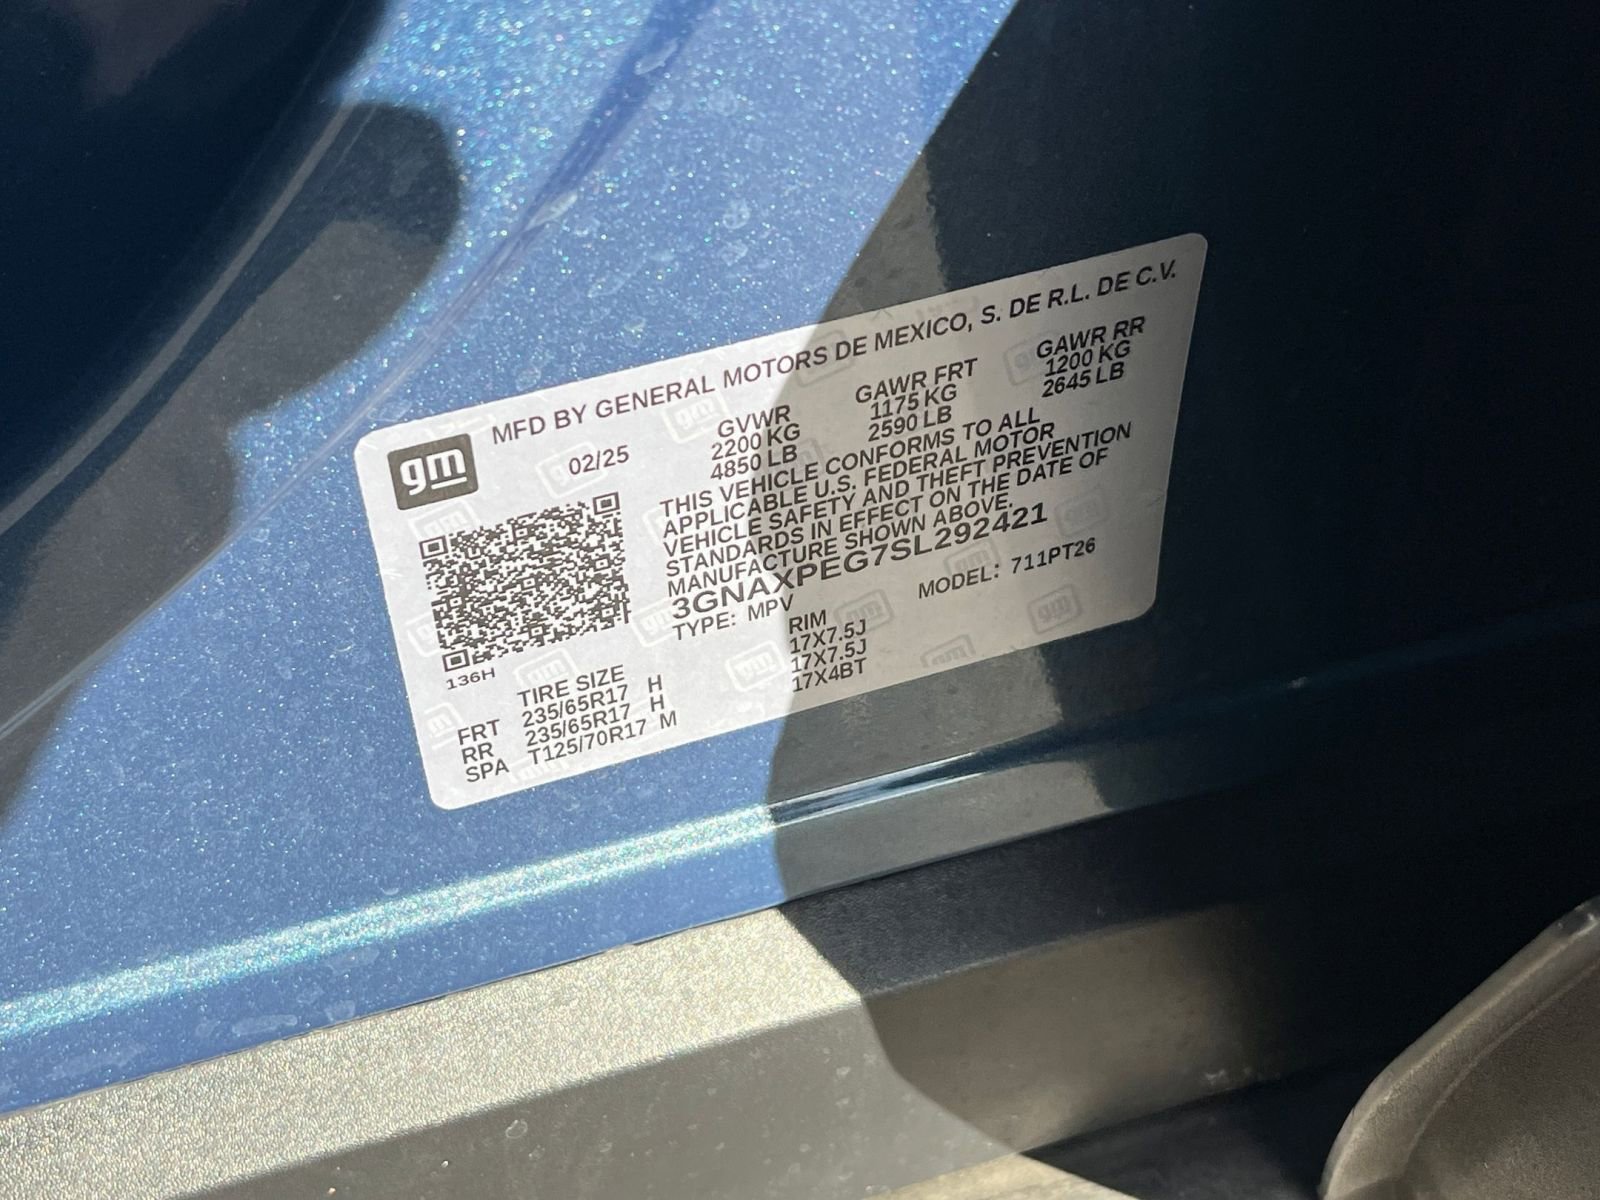 MFD BY GENERAL MOTORS DE MEXICO, S. DE R.L. DE C.V.
gm
02/25
GVWR GAWR FRT GAWR RR
2200 KG 1175 KG 1200 KG
4850 LB 2590 LB 2645 LB
THIS VEHICLE CONFORMS TO ALL
APPLICABLE U.S. FEDERAL MOTOR
VEHICLE SAFETY AND THEFT PREVENTION
STANDARDS IN EFFECT ON THE DATE OF
MANUFACTURE SHOWN ABOVE.
3GNAXPEG7SL292421
TYPE: MPV MODEL: 711PT26
136H
TIRE SIZE RIM
FRT 235/65R17 H 17X7.5J
RR 235/65R17 H 17X7.5J
SPA T125/70R17 M 17X4BT